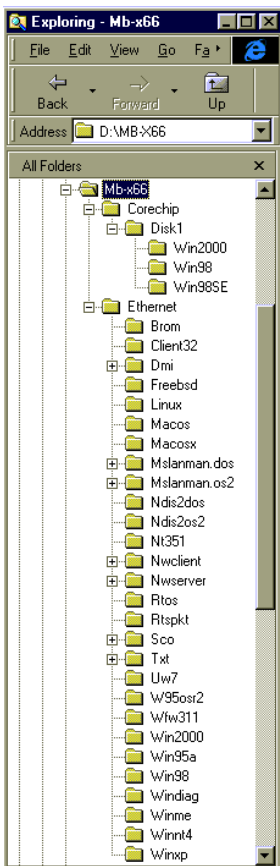 Exploring - Mb-x66
File Edit View Go Fa
Back Forward Up
Address D:\MB-X66
All Folders
Mb-x66
Corechip
Disk1
Win2000
Win98
Win98SE
Ethernet
Brom
Client32
Dmi
Freebsd
Linux
Macos
Macosx
Mslanman.dos
Mslanman.os2
Ndis2dos
Ndis2os2
Nt351
Nwclient
Nwserver
Rtos
Rtspkt
Sco
Txt
Uw7
W95osr2
Wfw311
Win2000
Win95a
Win98
Windiag
Winme
Winnt4
Winxp